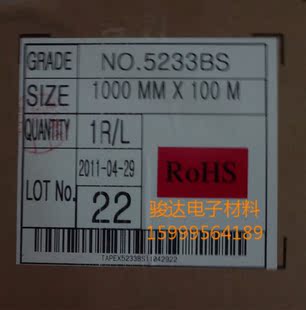 GRADE NO.5233BS
SIZE 1000 MM X 100 M
QUANTITY 1R/L
2011-04-29
LOT No. 22
RoHS
骏达电子材料
15999564189
TAPEX5233BS11042922